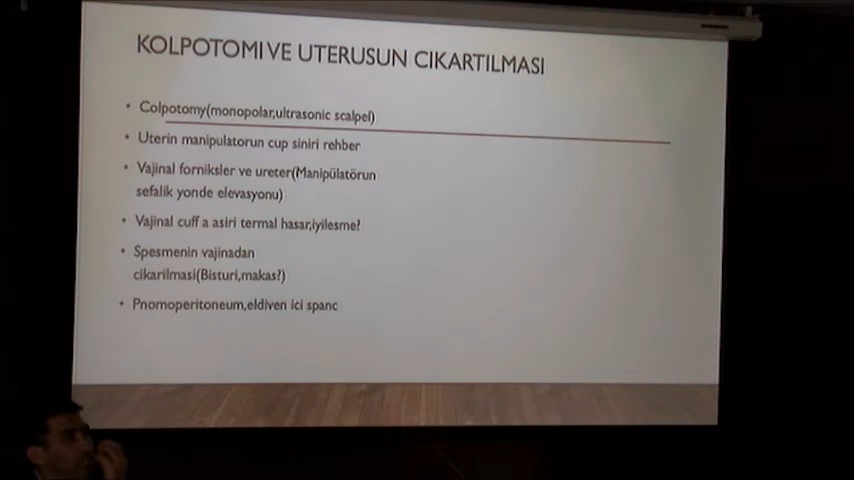 KOLPOTOMI VE UTERUSUN CIKARTILMASI
• Colpotomy(monopolar,ultrasonic scalpel)
• Uterin manipulatorun cup siniri rehber
• Vajinal forniksler ve ureter(Manipülatörun
sefalik yonde elevasyonu)
• Vajinal cuff a asiri termal hasar,iyilesme?
• Spesmenin vajinadan
cikarilmasi(Bisturi,makas?)
• Pnomoperitoneum,eldiven ici spanc